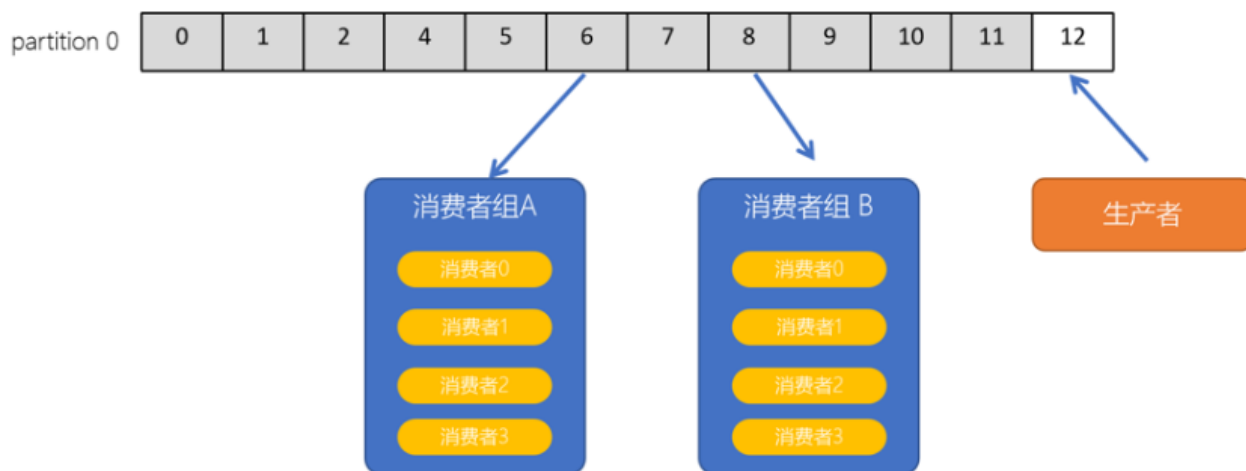 partition 0 0 1 2 4 5 6 7 8 9 10 11 12
消费者组A 消费者组 B 生产者
消费者0 消费者0
消费者1 消费者1
消费者2 消费者2
消费者3 消费者3